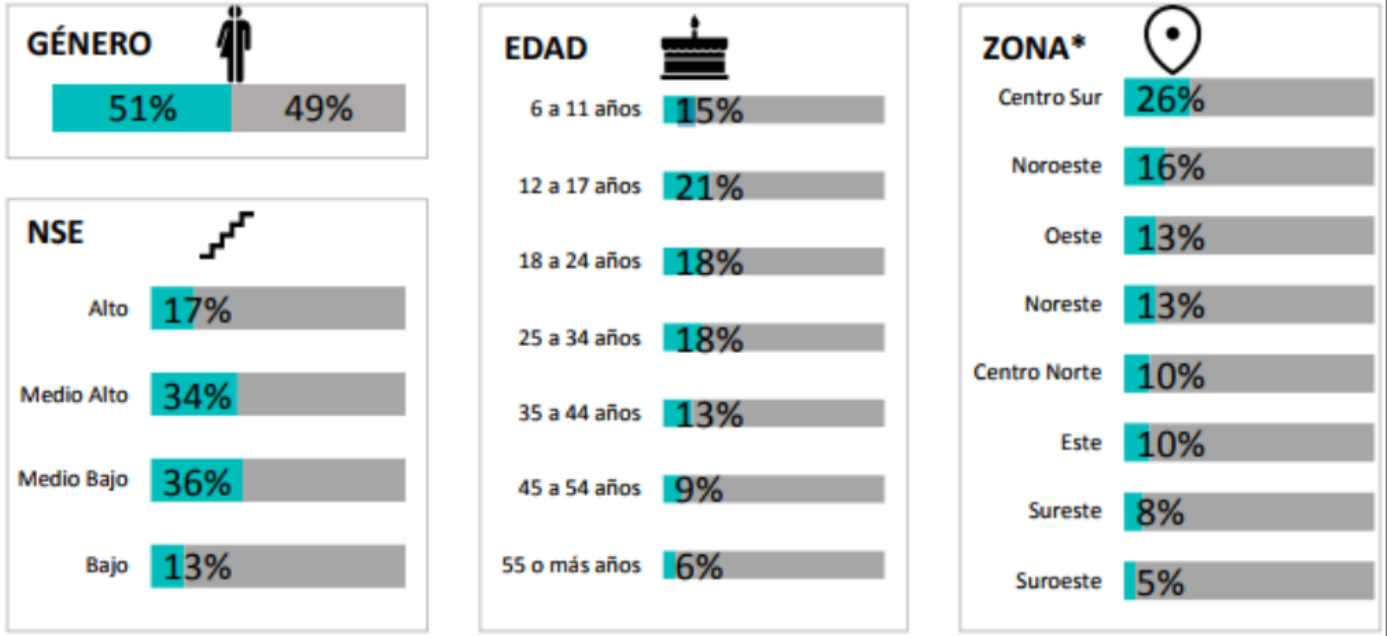 GÉNERO
51% 49%
NSE
Alto 17%
Medio Alto 34%
Medio Bajo 36%
Bajo 13%
EDAD
6 a 11 años 15%
12 a 17 años 21%
18 a 24 años 18%
25 a 34 años 18%
35 a 44 años 13%
45 a 54 años 9%
55 o más años 6%
ZONA*
Centro Sur 26%
Noroeste 16%
Oeste 13%
Noreste 13%
Centro Norte 10%
Este 10%
Sureste 8%
Suroeste 5%